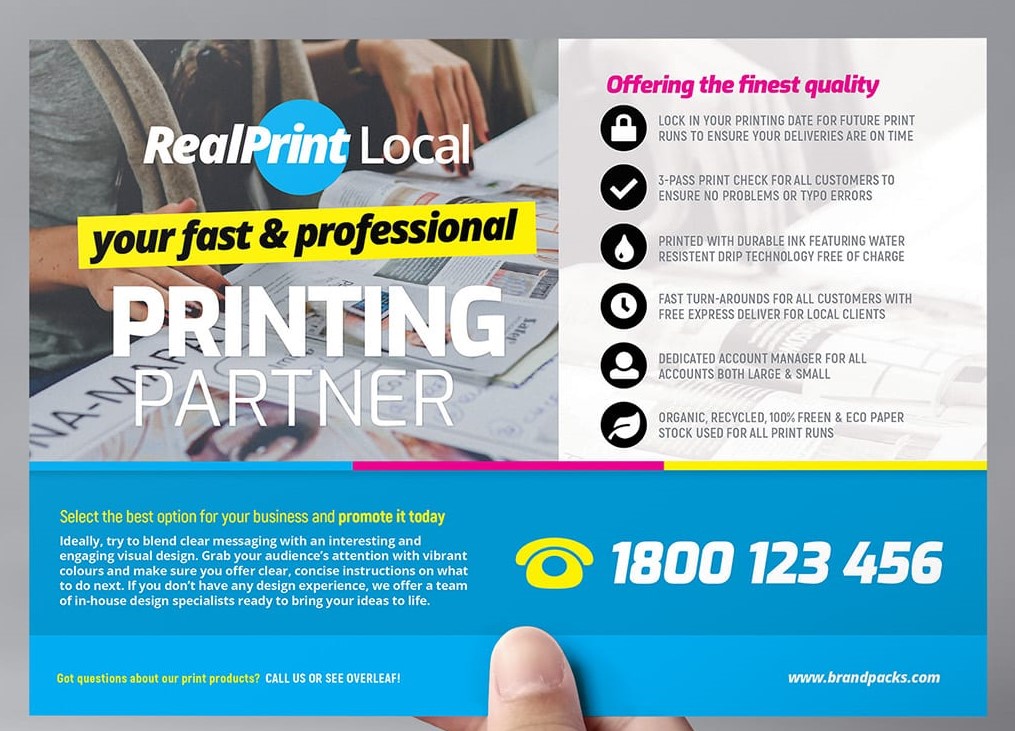 RealPrint Local
your fast & professional
PRINTING
PARTNER
Offering the finest quality
LOCK IN YOUR PRINTING DATE FOR FUTURE PRINT
RUNS TO ENSURE YOUR DELIVERIES ARE ON TIME
3-PASS PRINT CHECK FOR ALL CUSTOMERS TO
ENSURE NO PROBLEMS OR TYPO ERRORS
PRINTED WITH DURABLE INK FEATURING WATER
RESISTENT DRIP TECHNOLOGY FREE OF CHARGE
FAST TURN-AROUNDS FOR ALL CUSTOMERS WITH
FREE EXPRESS DELIVER FOR LOCAL CLIENTS
DEDICATED ACCOUNT MANAGER FOR ALL
ACCOUNTS BOTH LARGE & SMALL
ORGANIC, RECYCLED, 100% FREEN & ECO PAPER
STOCK USED FOR ALL PRINT RUNS
Select the best option for your business and promote it today
Ideally, try to blend clear messaging with an interesting and
engaging visual design. Grab your audience's attention with vibrant
colours and make sure you offer clear, concise instructions on what
to do next. If you don't have any design experience, we offer a team
of in-house design specialists ready to bring your ideas to life.
1800 123 456
Got questions about our print products? CALL US OR SEE OVERLEAF!
www.brandpacks.com